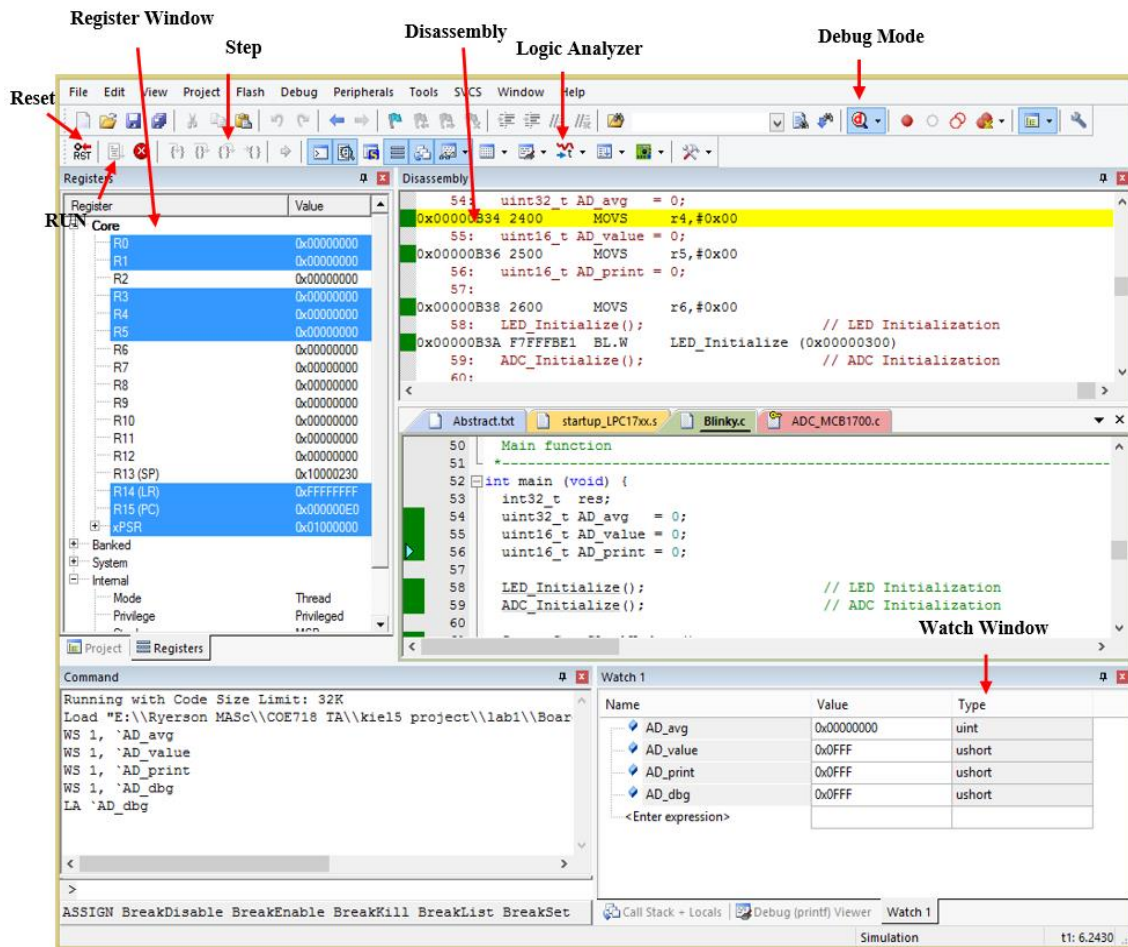 Register Window
Step
Disassembly
Logic Analyzer
Debug Mode
File Edit View Project Flash Debug Peripherals Tools SVCS Window Help
Reset
RST
Registers
Disassembly
Register Value
RUN
Core
R0 0x00000000
R1 0x00000000
R2 0x00000000
R3 0x00000000
R4 0x00000000
R5 0x00000000
R6 0x00000000
R7 0x00000000
R8 0x00000000
R9 0x00000000
R10 0x00000000
R11 0x00000000
R12 0x00000000
R13 (SP) 0x10000230
R14 (LR) 0xFFFFFFFF
R15 (PC) 0x000000E0
xPSR 0x01000000
Banked
System
Internal
Mode Thread
Privilege Privileged
Project Registers
54: uint32_t AD_avg = 0;
0x00000B34 2400 MOVS r4,#0x00
55: uint16_t AD_value = 0;
0x00000B36 2500 MOVS r5,#0x00
56: uint16_t AD_print = 0;
57:
0x00000B38 2600 MOVS r6,#0x00
58: LED_Initialize(); // LED Initialization
0x00000B3A F7FFFBE1 BL.W LED_Initialize (0x00000300)
59: ADC_Initialize(); // ADC Initialization
60:
Abstract.txt startup_LPC17xx.s Blinky.c ADC_MCB1700.c
50 Main function
51 *----------------------------------------------------------------------------
52 int main (void) {
53 int32_t res;
54 uint32_t AD_avg = 0;
55 uint16_t AD_value = 0;
56 uint16_t AD_print = 0;
57
58 LED_Initialize(); // LED Initialization
59 ADC_Initialize(); // ADC Initialization
60
Watch Window
Command
Running with Code Size Limit: 32K
Load "E:\\Ryerson MASc\\COE718 TA\\kiel5 project\\lab1\\Boar
WS 1, `AD_avg
WS 1, `AD_value
WS 1, `AD_print
WS 1, `AD_dbg
LA `AD_dbg
>
ASSIGN BreakDisable BreakEnable BreakKill BreakList BreakSet
Watch 1
Name Value Type
AD_avg 0x00000000 uint
AD_value 0x0FFF ushort
AD_print 0x0FFF ushort
AD_dbg 0x0FFF ushort
<Enter expression>
Call Stack + Locals Debug (printf) Viewer Watch 1
Simulation t1: 6.2430